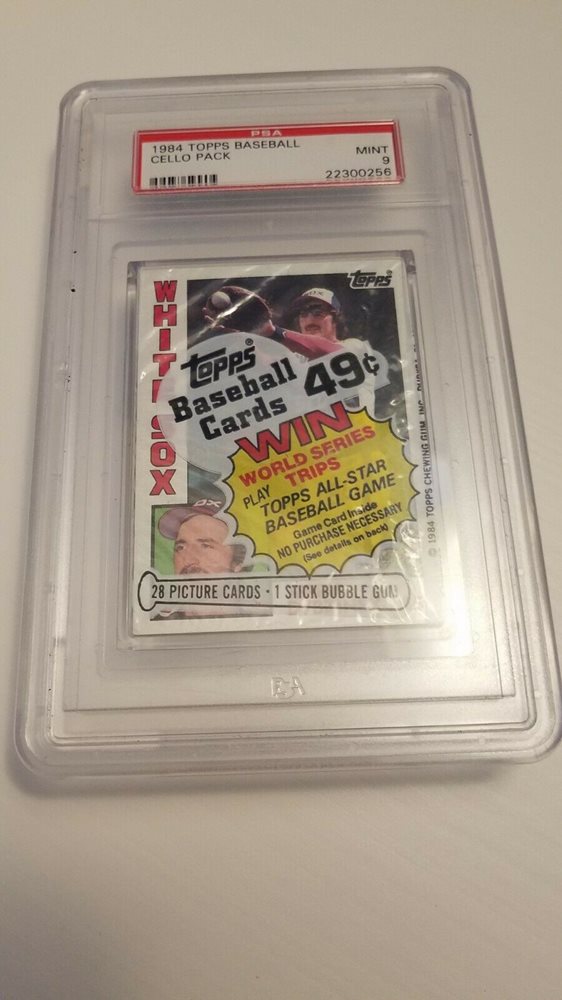 PSA
1984 TOPPS BASEBALL
CELLO PACK
MINT
9
22300256
WHITE SOX
topps
OX
topps®
Baseball
Cards
49¢
WIN
WORLD SERIES
TRIPS
PLAY
TOPPS ALL-STAR
BASEBALL GAME
Game Card Inside
NO PURCHASE NECESSARY
(See details on back)
OX
28 PICTURE CARDS - 1 STICK BUBBLE GUM
© 1984 TOPPS CHEWING GUM, INC.